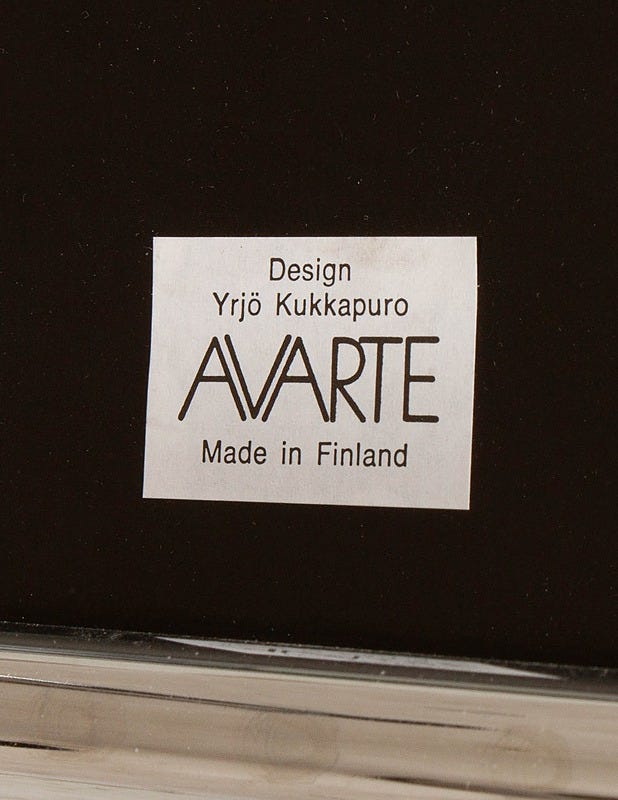 Design
Yrjö Kukkapuro
AVARTE
Made in Finland